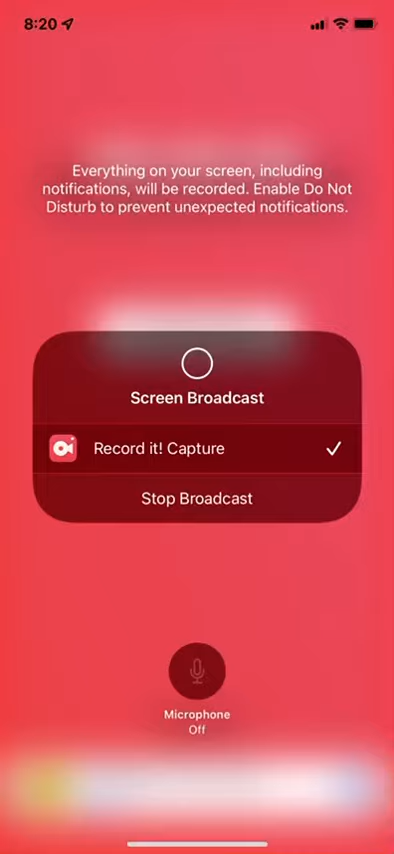 8:20
Everything on your screen, including
notifications, will be recorded. Enable Do Not
Disturb to prevent unexpected notifications.
Screen Broadcast
Record it! Capture
Stop Broadcast
Microphone
Off